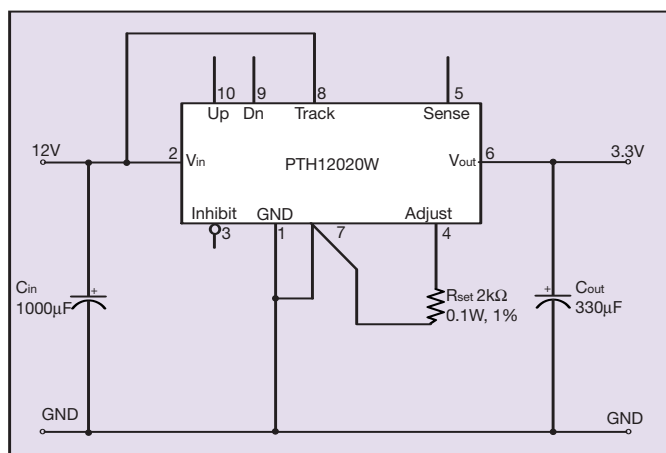 10 9 8 5
Up Dn Track Sense
12V 2 Vin PTH12020W Vout 6 3.3V
Inhibit GND Adjust
3 1 7 4
Cin
1000μF
+
Rset 2kΩ
0.1W, 1%
+
Cout
330μF
GND GND